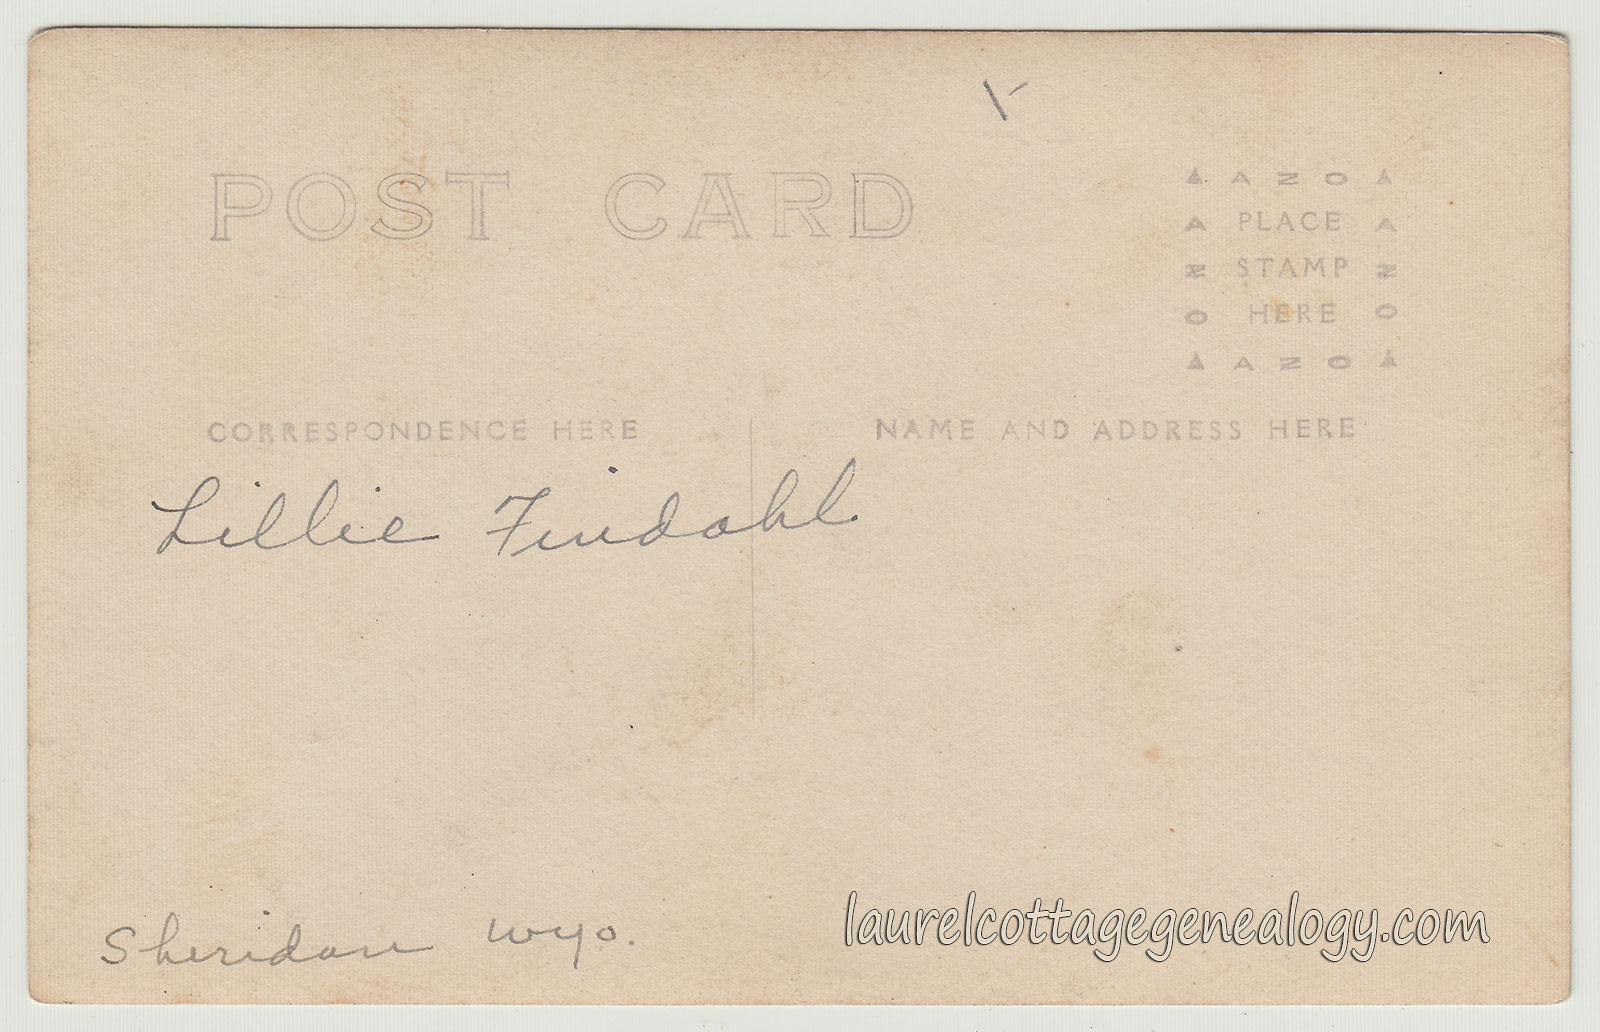 POST CARD
▲ AZO ▲
A PLACE A
Z STAMP Z
O HERE O
▲ AZO ▲
CORRESPONDENCE HERE
NAME AND ADDRESS HERE
Lillie Findahl
Sheridan Wyo.
laurelcottagegenealogy.com